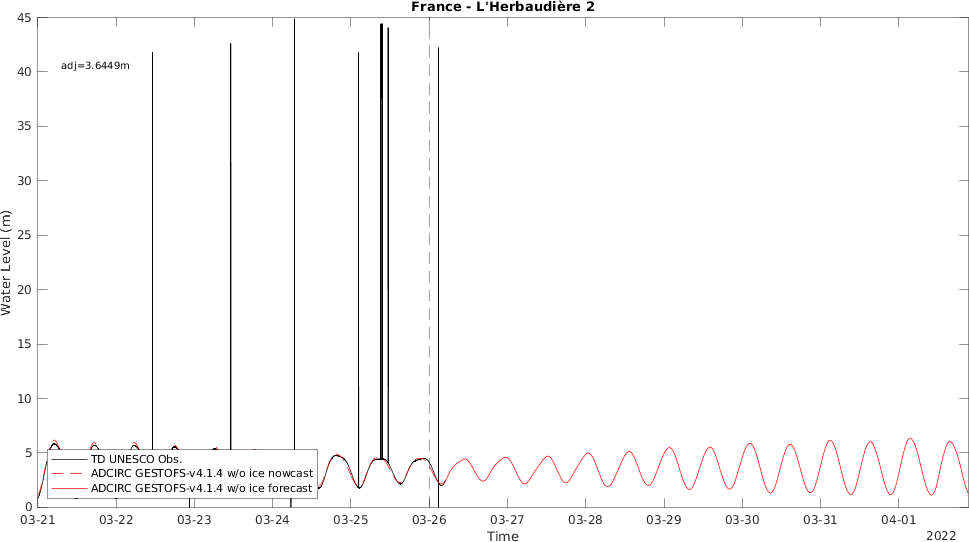 France - L'Herbaudière 2
45
adj=3.6449m
40
35
30
25
20
15
10
5
0
Water Level (m)
TD UNESCO Obs.
ADCIRC GESTOFS-v4.1.4 w/o ice nowcast
ADCIRC GESTOFS-v4.1.4 w/o ice forecast
03-21 03-22 03-23 03-24 03-25 03-26 03-27 03-28 03-29 03-30 03-31 04-01
Time
2022